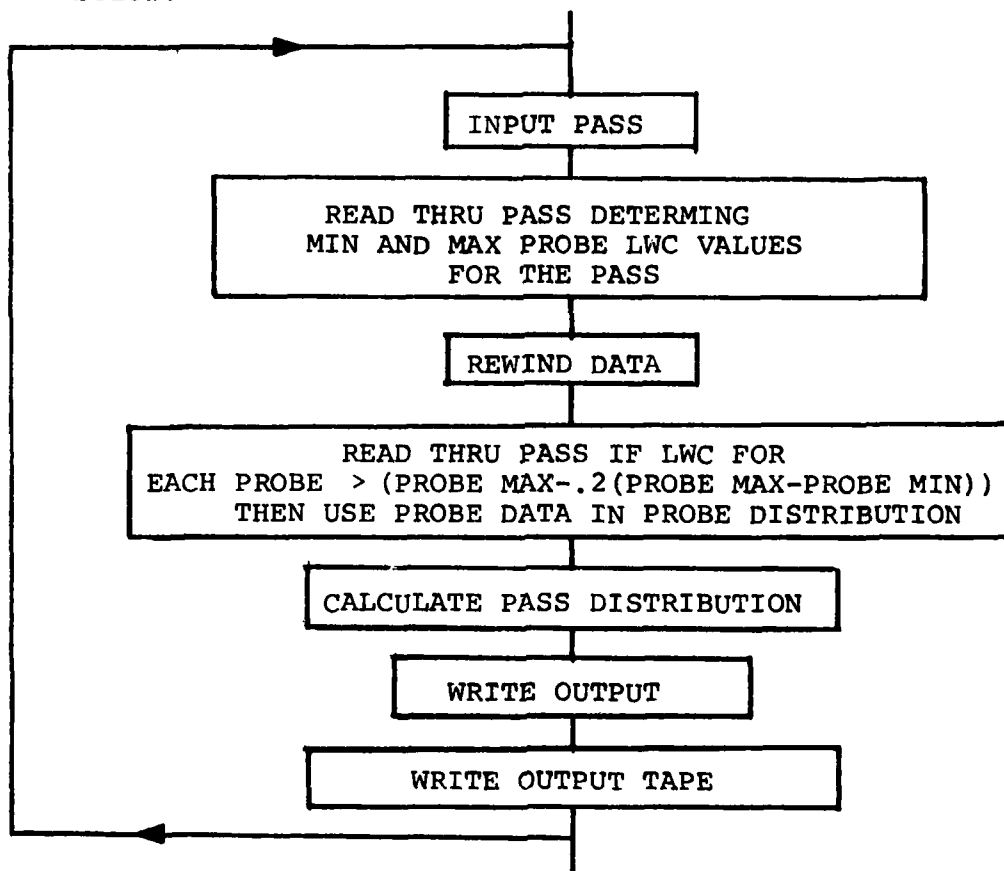 INPUT PASS
READ THRU PASS DETERMING
MIN AND MAX PROBE LWC VALUES
FOR THE PASS
REWIND DATA
READ THRU PASS IF LWC FOR
EACH PROBE > (PROBE MAX-.2(PROBE MAX-PROBE MIN))
THEN USE PROBE DATA IN PROBE DISTRIBUTION
CALCULATE PASS DISTRIBUTION
WRITE OUTPUT
WRITE OUTPUT TAPE